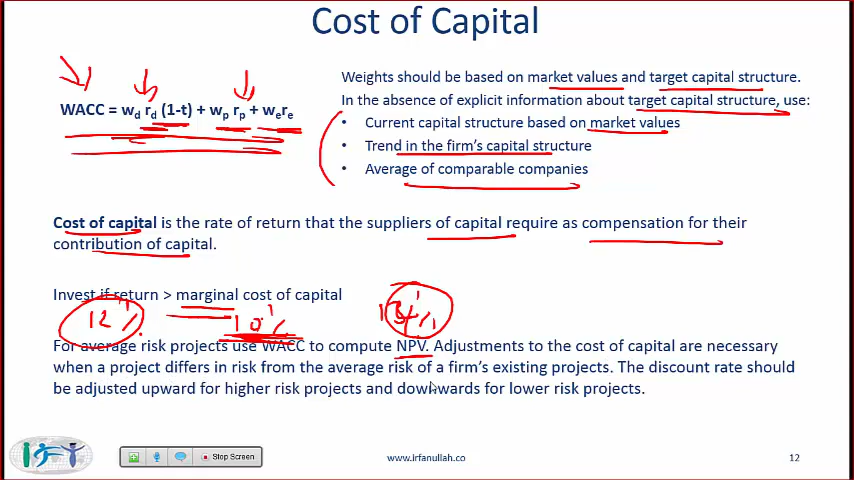 Cost of Capital
WACC = wd rd (1-t) + wp rp + were
Weights should be based on market values and target capital structure.
In the absence of explicit information about target capital structure, use:
• Current capital structure based on market values
• Trend in the firm's capital structure
• Average of comparable companies
Cost of capital is the rate of return that the suppliers of capital require as compensation for their
contribution of capital.
Invest if return > marginal cost of capital
12% 10%
For average risk projects use WACC to compute NPV. Adjustments to the cost of capital are necessary
when a project differs in risk from the average risk of a firm's existing projects. The discount rate should
be adjusted upward for higher risk projects and downwards for lower risk projects.
Stop Screen
www.irfanullah.co
12